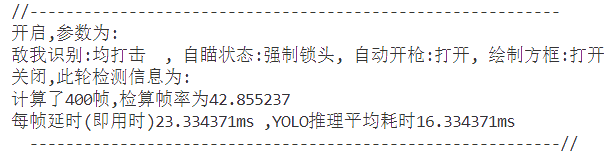 //-----------------------------------------------------------
开启,参数为:
敌我识别:均打击  , 自瞄状态:强制锁头, 自动开枪:打开, 绘制方框:打开
关闭,此轮检测信息为:
计算了400帧,检算帧率为42.855237
每帧延时(即用时)23.334371ms ,YOLO推理平均耗时16.334371ms
  -----------------------------------------------------------//